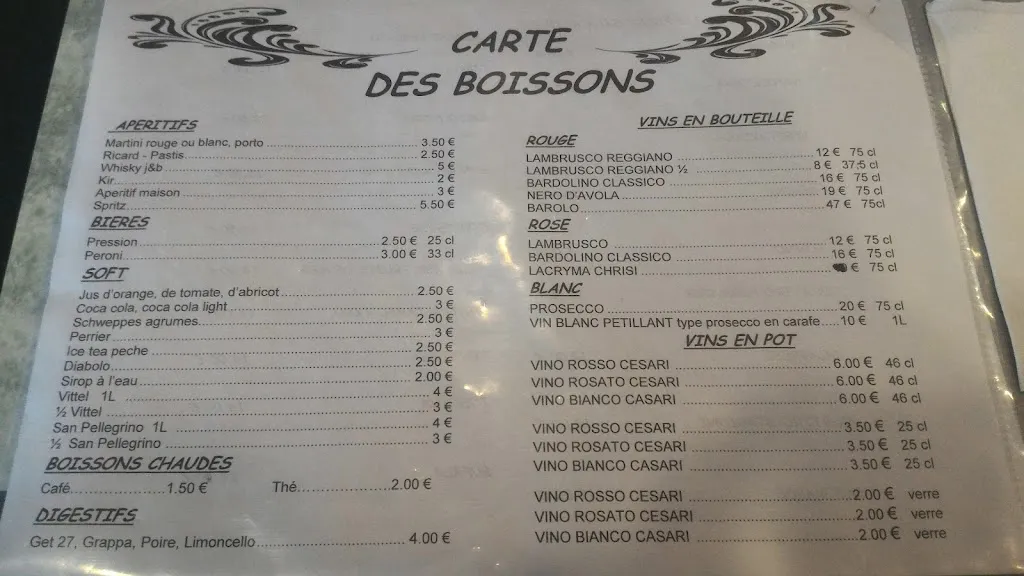 CARTE
DES BOISSONS
APERITIFS
Martini rouge ou blanc, porto 3.50 €
Ricard - Pastis 2.50 €
Whisky j&b 5 €
Kir 2 €
Aperitif maison 3 €
Spritz 5.50 €
BIERES
Pression 2.50 € 25 cl
Peroni 3.00 € 33 cl
SOFT
Jus d'orange, de tomate, d'abricot 2.50 €
Coca cola, coca cola light 3 €
Schweppes agrumes 2.50 €
Perrier 3 €
Ice tea peche 2.50 €
Diabolo 2.50 €
Sirop à l'eau 2.00 €
Vittel 1L 4 €
½ Vittel 3 €
San Pellegrino 1L 4 €
½ San Pellegrino 3 €
BOISSONS CHAUDES
Café 1.50 € Thé 2.00 €
DIGESTIFS
Get 27, Grappa, Poire, Limoncello 4.00 €
VINS EN BOUTEILLE
ROUGE
LAMBRUSCO REGGIANO 12 € 75 cl
LAMBRUSCO REGGIANO ½ 8 € 37.5 cl
BARDOLINO CLASSICO 16 € 75 cl
NERO D'AVOLA 19 € 75 cl
BAROLO 47 € 75cl
ROSE
LAMBRUSCO 12 € 75 cl
BARDOLINO CLASSICO 16 € 75 cl
LACRYMA CHRISI € 75 cl
BLANC
PROSECCO 20 € 75 cl
VIN BLANC PETILLANT type prosecco en carafe 10 € 1L
VINS EN POT
VINO ROSSO CESARI 6.00 € 46 cl
VINO ROSATO CESARI 6.00 € 46 cl
VINO BIANCO CASARI 6.00 € 46 cl
VINO ROSSO CESARI 3.50 € 25 cl
VINO ROSATO CESARI 3.50 € 25 cl
VINO BIANCO CASARI 3.50 € 25 cl
VINO ROSSO CESARI 2.00 € verre
VINO ROSATO CESARI 2.00 € verre
VINO BIANCO CASARI 2.00 € verre